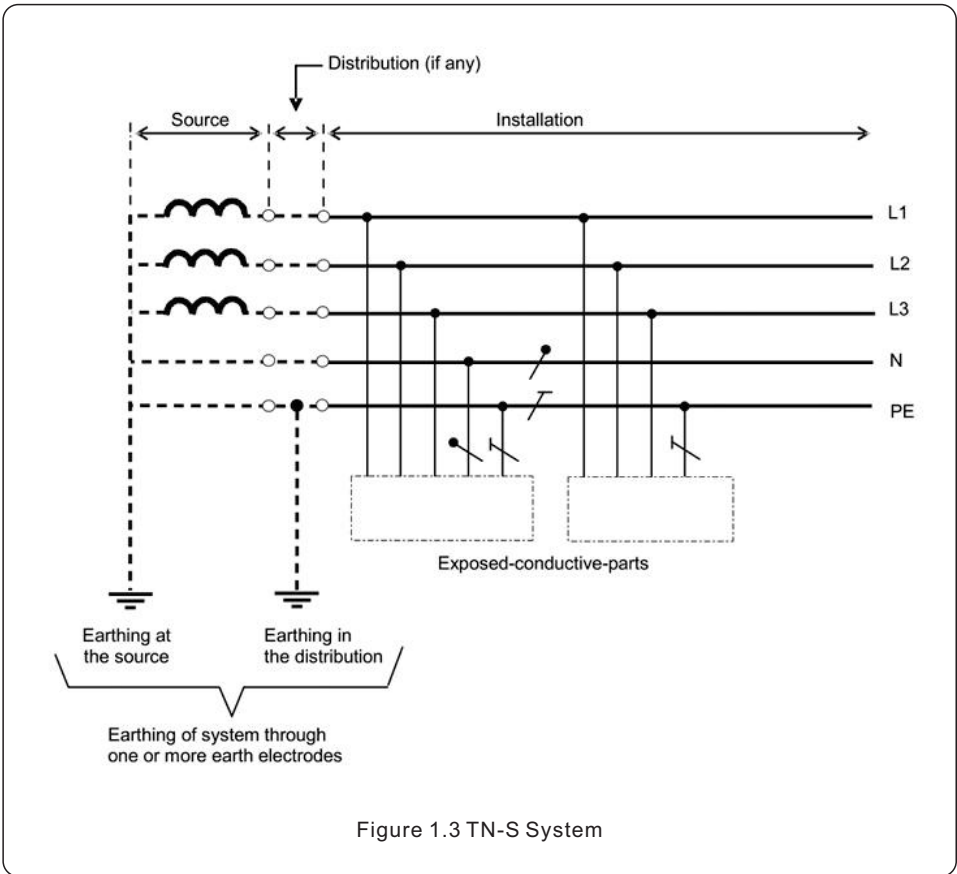 Distribution (if any)
Source
Installation
L1
L2
L3
N
PE
Exposed-conductive-parts
Earthing at
the source
Earthing in
the distribution
Earthing of system through
one or more earth electrodes
Figure 1.3 TN-S System